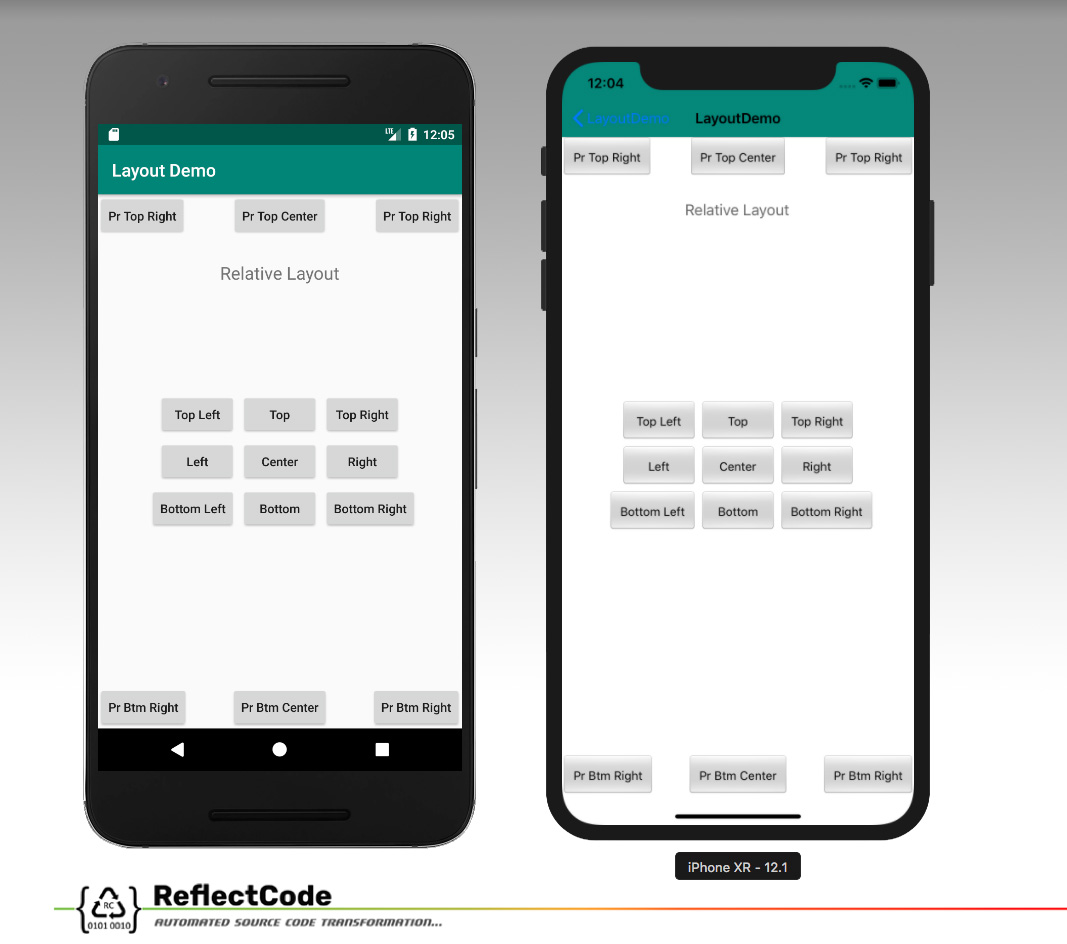 LTE 12:05
Layout Demo
Pr Top Right Pr Top Center Pr Top Right
Relative Layout
Top Left Top Top Right
Left Center Right
Bottom Left Bottom Bottom Right
Pr Btm Right Pr Btm Center Pr Btm Right
12:04
LayoutDemo LayoutDemo
Pr Top Right Pr Top Center Pr Top Right
Relative Layout
Top Left Top Top Right
Left Center Right
Bottom Left Bottom Bottom Right
Pr Btm Right Pr Btm Center Pr Btm Right
iPhone XR - 12.1
RC
0101 0010
ReflectCode
AUTOMATED SOURCE CODE TRANSFORMATION...